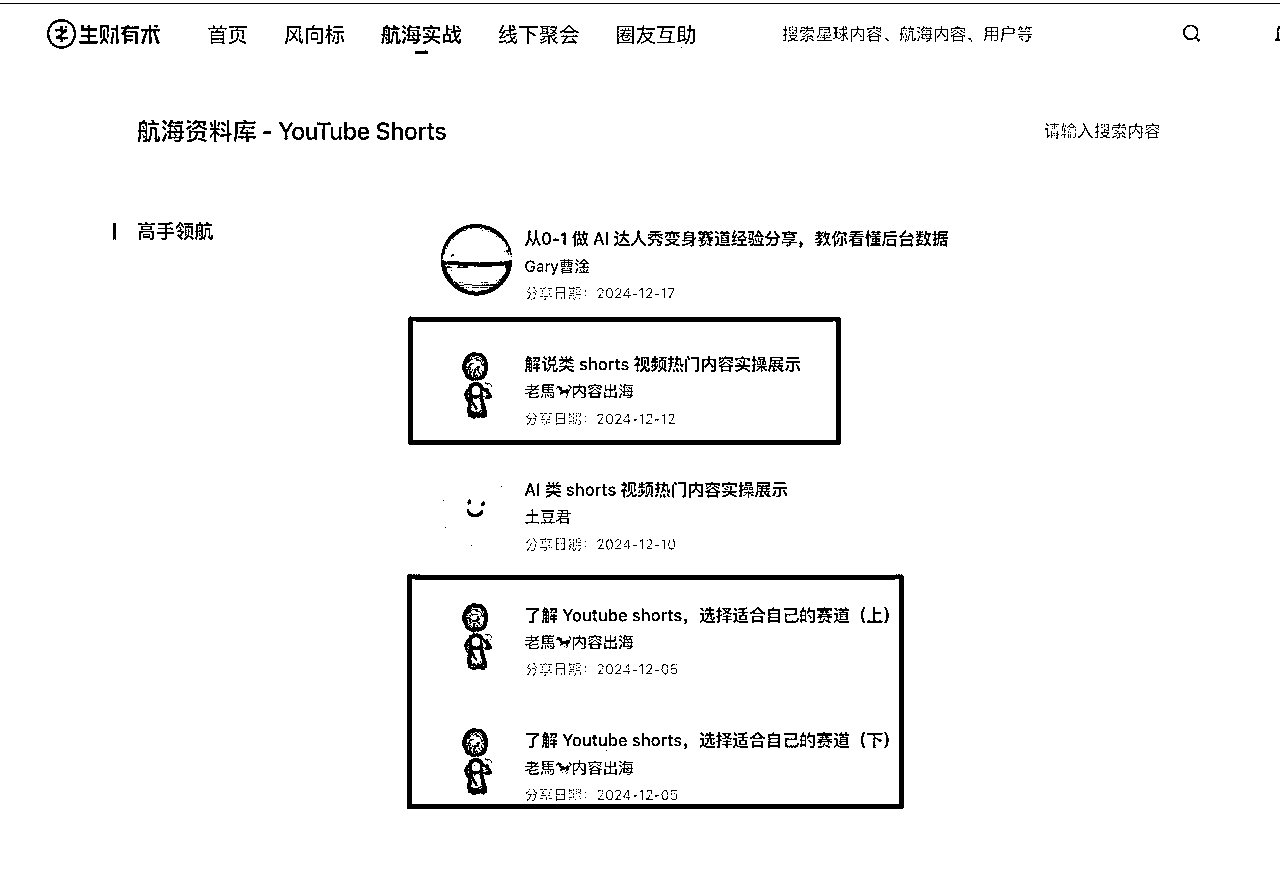 生财有术 首页 风向标 航海实战 线下聚会 圈友互助 搜索星球内容、航海内容、用户等
航海资料库 - YouTube Shorts 请输入搜索内容
高手领航
从0-1 做 AI 达人秀变身赛道经验分享，教你看懂后台数据
Gary曹淦
分享日期：2024-12-17
解说类 shorts 视频热门内容实操展示
老馬🐎内容出海
分享日期：2024-12-12
AI 类 shorts 视频热门内容实操展示
土豆君
分享日期：2024-12-10
了解 Youtube shorts，选择适合自己的赛道（上）
老馬🐎内容出海
分享日期：2024-12-05
了解 Youtube shorts，选择适合自己的赛道（下）
老馬🐎内容出海
分享日期：2024-12-05